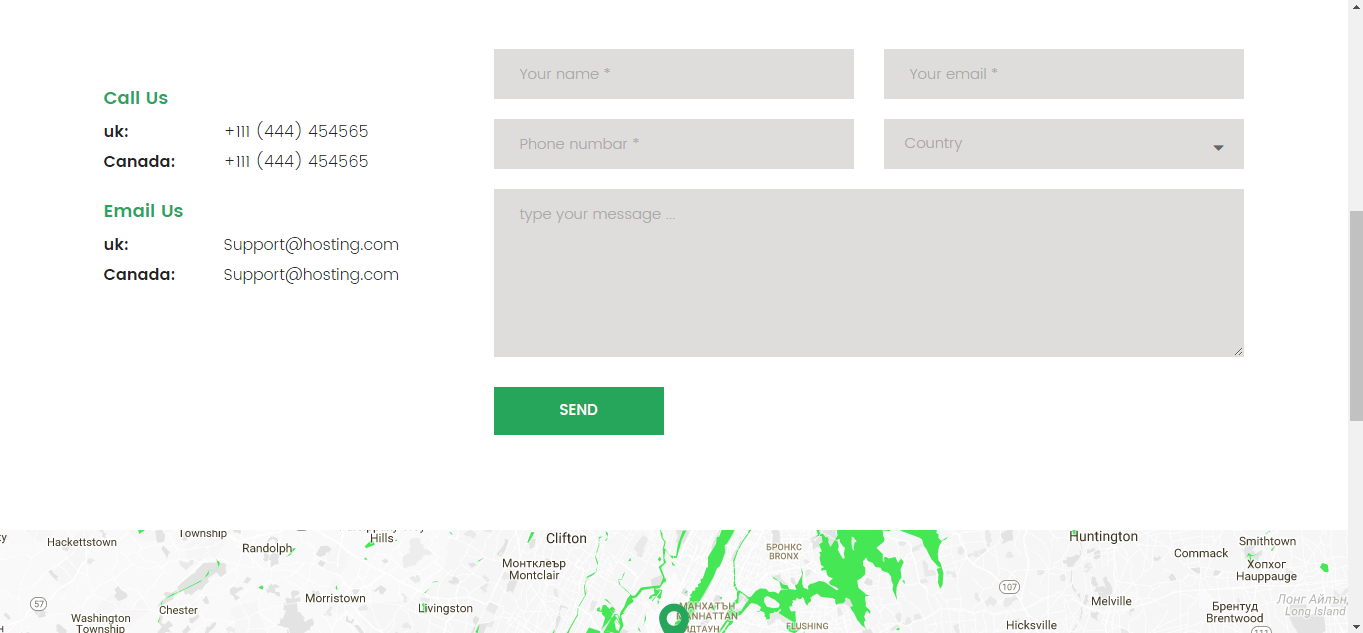 Call Us
uk: +111 (444) 454565
Canada: +111 (444) 454565
Email Us
uk: Support@hosting.com
Canada: Support@hosting.com
Your name *
Your email *
Phone numbar *
Country
type your message ...
SEND
Hackettstown
Township
Randolph
Hills
Clifton
Монтклеър
Montclair
БРОНКС
BRONX
Huntington
Commack
Smithtown
Хопхог
Hauppauge
57
Washington
Township
Chester
Morristown
Livingston
МАНХАТЪН
MANHATTAN
FLUSHING
107
Melville
Hicksville
Брентуд
Brentwood
Лонг Айлън
Long Island
111